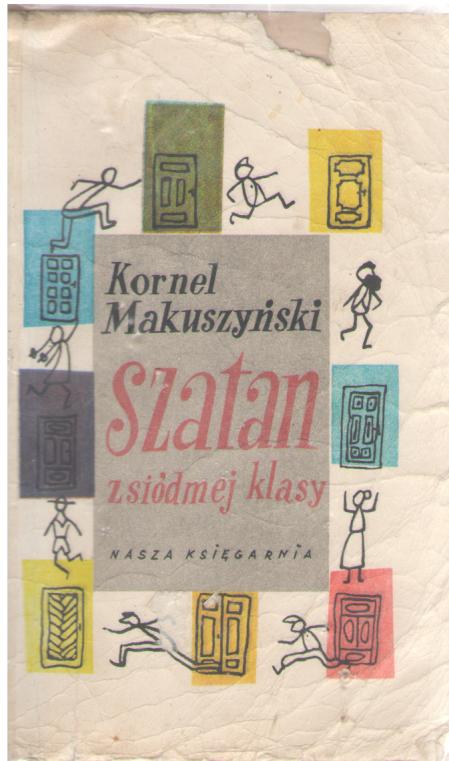 Kornel
Makuszyński
Szatan
z siódmej klasy
NASZA KSIĘGARNIA